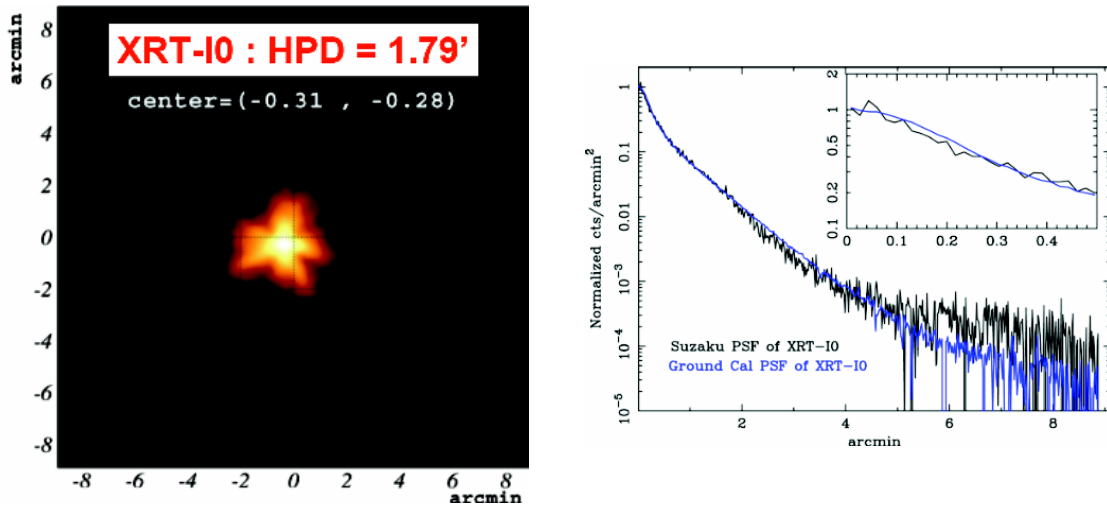 XRT-I0 : HPD = 1.79’
center=(-0.31 , -0.28)
arcmin
8
6
4
2
0
-2
-4
-6
-8
-8 -6 -4 -2 0 2 4 6 8
arcmin
Normalized cts/arcmin²
1
0.1
0.01
10⁻³
10⁻⁴
10⁻⁵
2
1
0.5
0.2
0.1
0 0.1 0.2 0.3 0.4
Suzaku PSF of XRT-I0
Ground Cal PSF of XRT-I0
2 4 6 8
arcmin